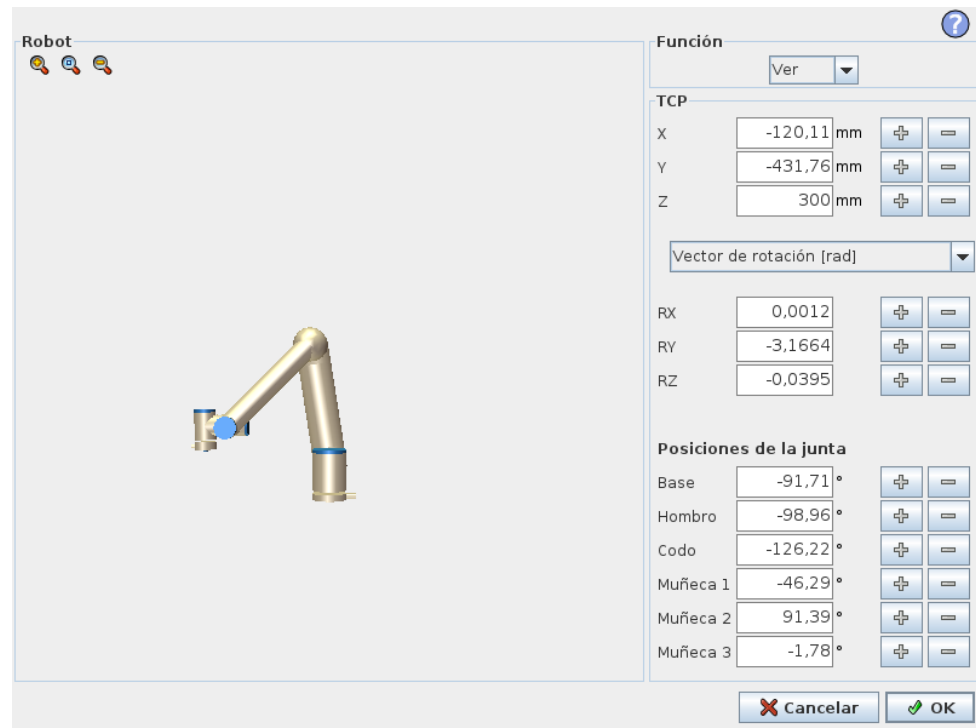 Robot
Función
Ver
TCP
X -120,11 mm
Y -431,76 mm
Z 300 mm
Vector de rotación [rad]
RX 0,0012
RY -3,1664
RZ -0,0395
Posiciones de la junta
Base -91,71 °
Hombro -98,96 °
Codo -126,22 °
Muñeca 1 -46,29 °
Muñeca 2 91,39 °
Muñeca 3 -1,78 °
Cancelar OK